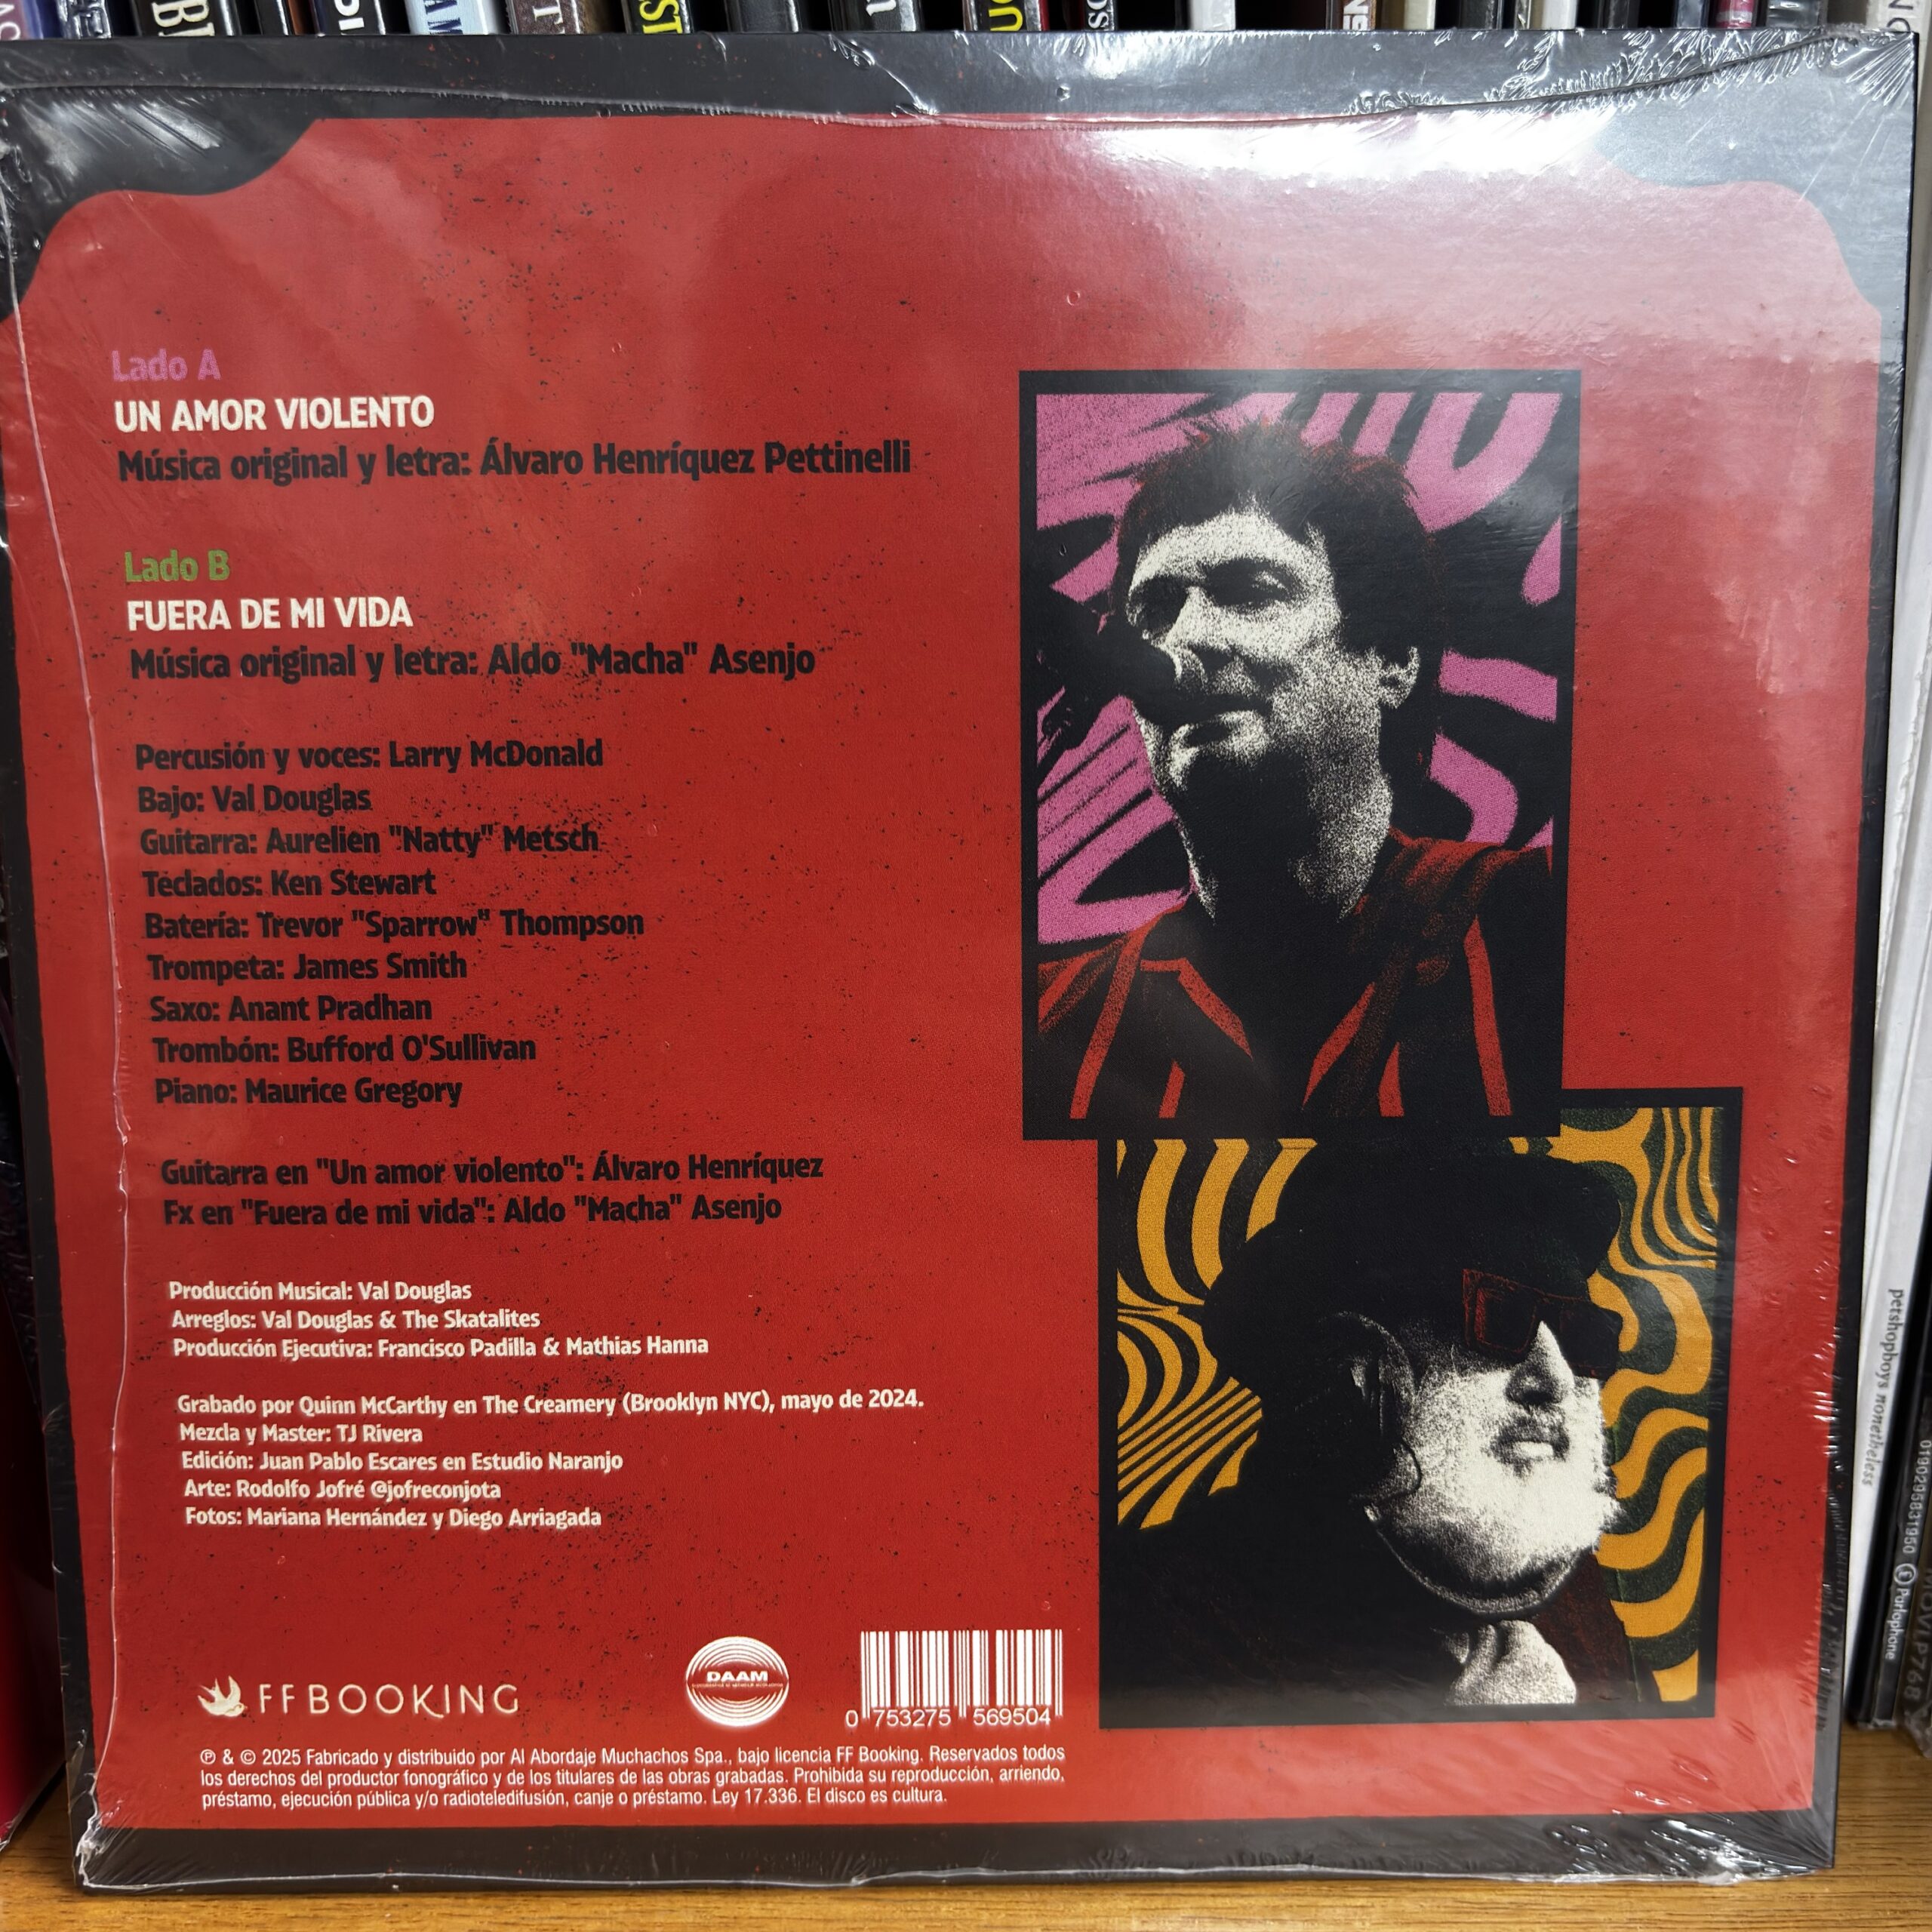 Lado A
UN AMOR VIOLENTO
Música original y letra: Álvaro Henríquez Pettinelli
Lado B
FUERA DE MI VIDA
Música original y letra: Aldo "Macha" Asenjo
Percusión y voces: Larry McDonald
Bajo: Val Douglas
Guitarra: Aurelien "Natty" Metsch
Teclados: Ken Stewart
Batería: Trevor "Sparrow" Thompson
Trompeta: James Smith
Saxo: Anant Pradhan
Trombón: Bufford O'Sullivan
Piano: Maurice Gregory
Guitarra en "Un amor violento": Álvaro Henríquez
Fx en "Fuera de mi vida": Aldo "Macha" Asenjo
Producción Musical: Val Douglas
Arreglos: Val Douglas & The Skatalites
Producción Ejecutiva: Francisco Padilla & Mathias Hanna
Grabado por Quinn McCarthy en The Creamery (Brooklyn NYC), mayo de 2024.
Mezcla y Master: TJ Rivera
Edición: Juan Pablo Escares en Estudio Naranjo
Arte: Rodolfo Jofré @jofreconjota
Fotos: Mariana Hernández y Diego Arriagada
FFBOOKING
DAAM
0 753275 569504
℗ & © 2025 Fabricado y distribuido por Al Abordaje Muchachos Spa., bajo licencia FF Booking. Reservados todos
los derechos del productor fonográfico y de los titulares de las obras grabadas. Prohibida su reproducción, arriendo,
préstamo, ejecución pública y/o radioteledifusión, canje o préstamo. Ley 17.336. El disco es cultura.
petshopboys nonetheless
0190295831950
Parlophone